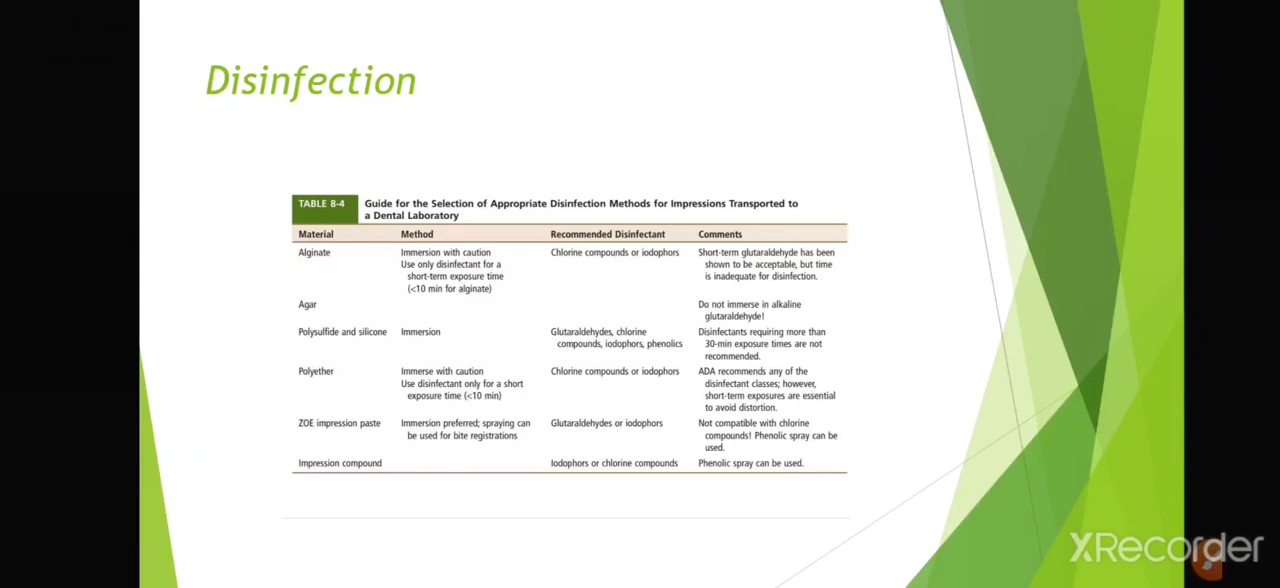 Disinfection
TABLE 8-4
Guide for the Selection of Appropriate Disinfection Methods for Impressions Transported to
a Dental Laboratory
Material Method Recommended Disinfectant Comments
Alginate Immersion with caution Chlorine compounds or iodophors Short-term glutaraldehyde has been
Use only disinfectant for a shown to be acceptable, but time
short-term exposure time is inadequate for disinfection.
(<10 min for alginate)
Agar Do not immerse in alkaline
glutaraldehyde!
Polysulfide and silicone Immersion Glutaraldehydes, chlorine Disinfectants requiring more than
compounds, iodophors, phenolics 30-min exposure times are not
recommended.
Polyether Immerse with caution Chlorine compounds or iodophors ADA recommends any of the
Use disinfectant only for a short disinfectant classes; however,
exposure time (<10 min) short-term exposures are essential
to avoid distortion.
ZOE impression paste Immersion preferred; spraying can Glutaraldehydes or iodophors Not compatible with chlorine
be used for bite registrations compounds! Phenolic spray can be
used.
Impression compound Iodophors or chlorine compounds Phenolic spray can be used.
XRecorder